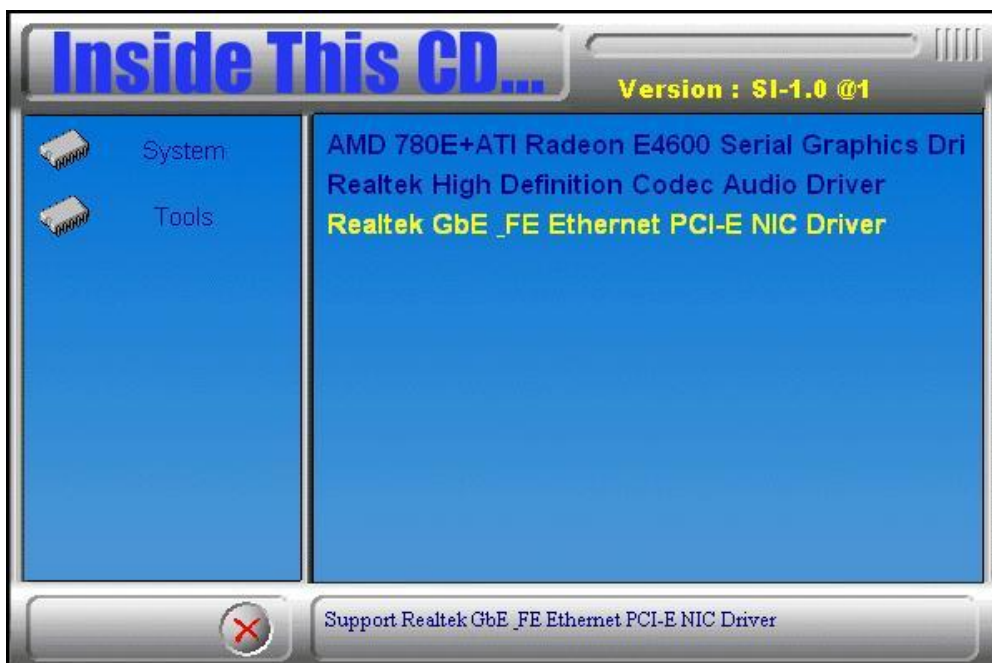 Inside This CD...
Version : SI-1.0 @1
System
Tools
AMD 780E+ATI Radeon E4600 Serial Graphics Dri
Realtek High Definition Codec Audio Driver
Realtek GbE _FE Ethernet PCI-E NIC Driver
Support Realtek GbE _FE Ethernet PCI-E NIC Driver